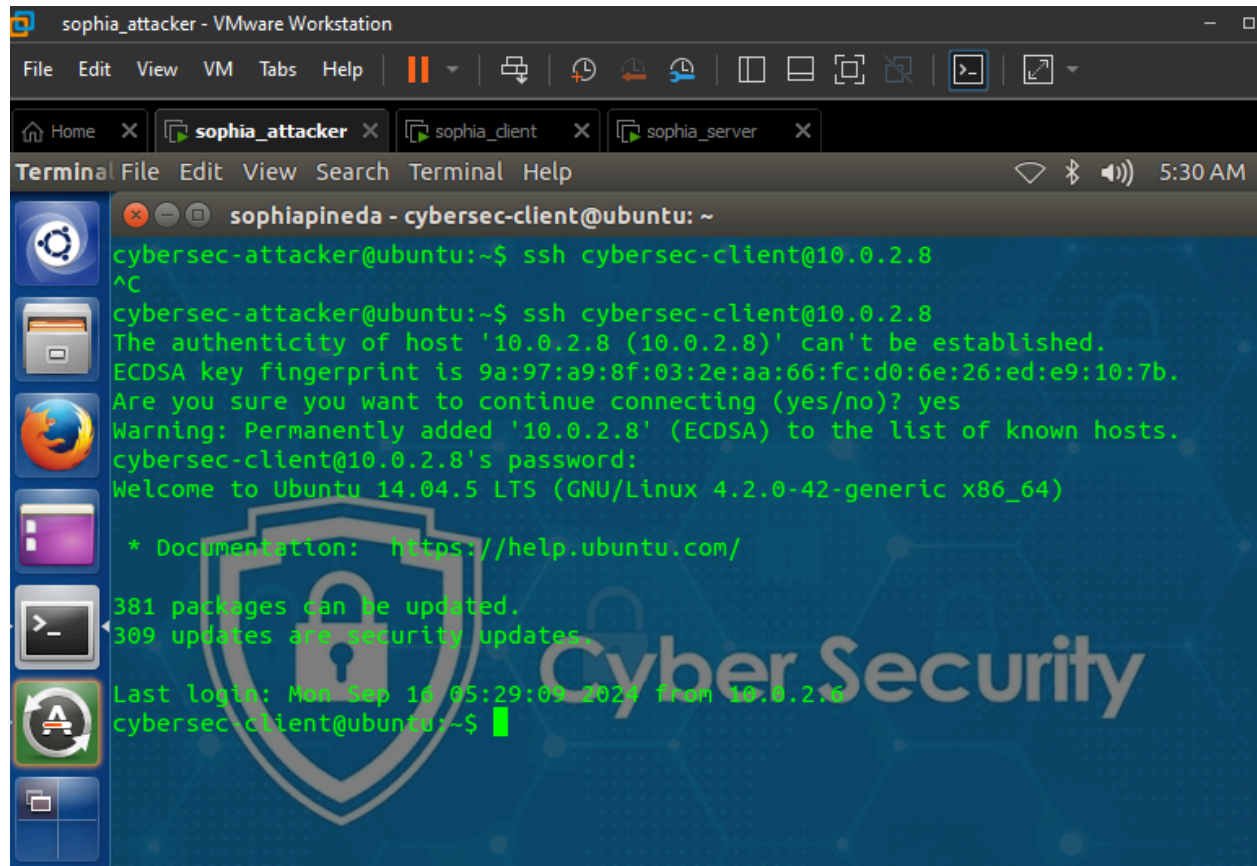 sophia_attacker - VMware Workstation
File Edit View VM Tabs Help
Home sophia_attacker sophia_client sophia_server
Terminal File Edit View Search Terminal Help 5:30 AM
sophiapineda - cybersec-client@ubuntu: ~
cybersec-attacker@ubuntu:~$ ssh cybersec-client@10.0.2.8
^C
cybersec-attacker@ubuntu:~$ ssh cybersec-client@10.0.2.8
The authenticity of host '10.0.2.8 (10.0.2.8)' can't be established.
ECDSA key fingerprint is 9a:97:a9:8f:03:2e:aa:66:fc:d0:6e:26:ed:e9:10:7b.
Are you sure you want to continue connecting (yes/no)? yes
Warning: Permanently added '10.0.2.8' (ECDSA) to the list of known hosts.
cybersec-client@10.0.2.8's password:
Welcome to Ubuntu 14.04.5 LTS (GNU/Linux 4.2.0-42-generic x86_64)
* Documentation: https://help.ubuntu.com/
381 packages can be updated.
309 updates are security updates.
Cyber Security
Last login: Mon Sep 16 05:29:09 2024 from 10.0.2.6
cybersec-client@ubuntu:~$